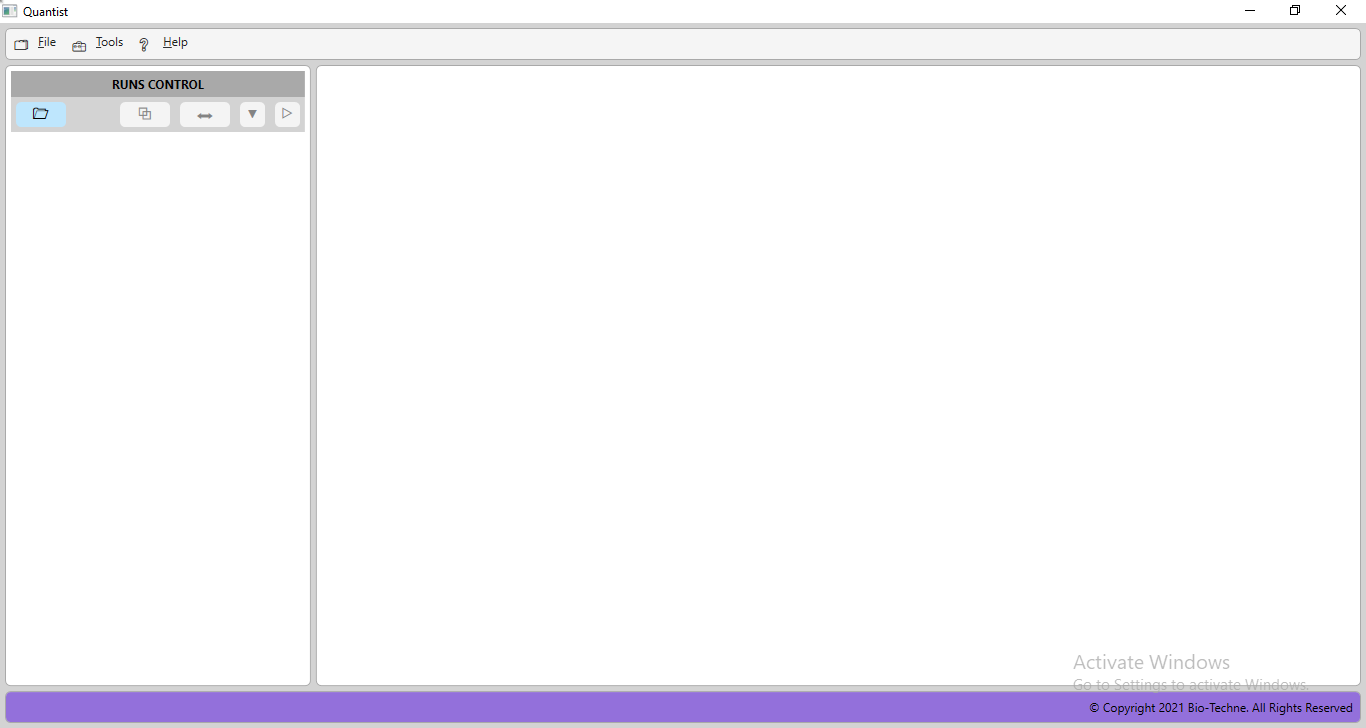 Quantist
File Tools Help
RUNS CONTROL
Activate Windows
Go to Settings to activate Windows.
© Copyright 2021 Bio-Techne. All Rights Reserved